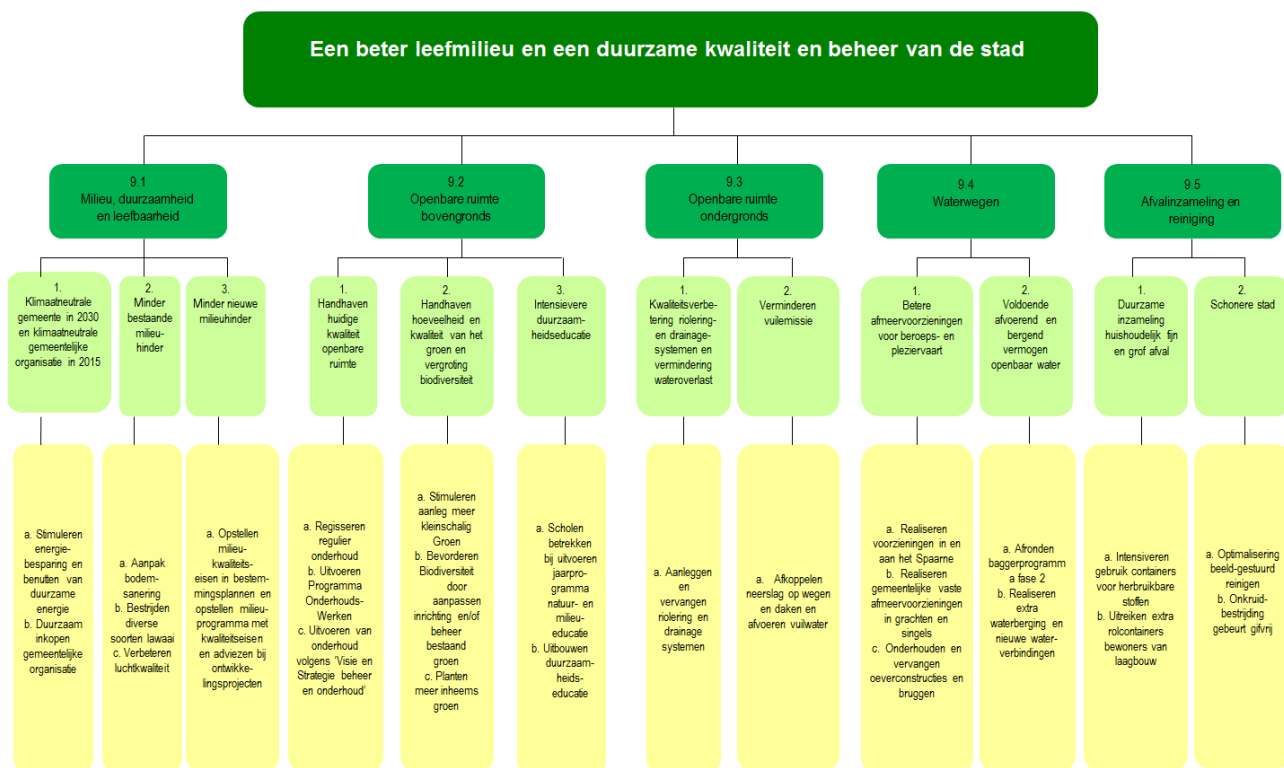 Een beter leefmilieu en een duurzame kwaliteit en beheer van de stad
9.1
Milieu, duurzaamheid
en leefbaarheid
9.2
Openbare ruimte
bovengronds
9.3
Openbare ruimte
ondergronds
9.4
Waterwegen
9.5
Afvalinzameling en
reiniging
1.
Klimaatneutrale
gemeente in 2030
en klimaatneutrale
gemeentelijke
organisatie in 2015
2.
Minder
bestaande
milieu-
hinder
3.
Minder nieuwe
milieuhinder
1.
Handhaven
huidige
kwaliteit
openbare
ruimte
2.
Handhaven
hoeveelheid en
kwaliteit van het
groen en
vergroting
biodiversiteit
3.
Intensievere
duurzaam-
heidseducatie
1.
Kwaliteitsverbe-
tering riolering-
en drainage-
systemen en
vermindering
wateroverlast
2.
Verminderen
vuilemissie
1.
Betere
afmeervoorzieningen
voor beroeps- en
pleziervaart
2.
Voldoende
afvoerend en
bergend
vermogen
openbaar water
1.
Duurzame
inzameling
huishoudelijk fijn
en grof afval
2.
Schonere stad
a. Stimuleren
energie-
besparing en
benutten van
duurzame
energie
b. Duurzaam
inkopen
gemeentelijke
organisatie
a. Aanpak
bodem-
sanering
b. Bestrijden
diverse
soorten lawaai
c. Verbeteren
luchtkwaliteit
a. Opstellen
milieu-
kwaliteits-
eisen in bestem-
mingsplannen en
opstellen milieu-
programma met
kwaliteitseisen
en adviezen bij
ontwikke-
lingsprojecten
a. Regisseren
regulier
onderhoud
b. Uitvoeren
Programma
Onderhouds-
Werken
c. Uitvoeren van
onderhoud
volgens 'Visie en
Strategie beheer
en onderhoud'
a. Stimuleren
aanleg meer
kleinschalig
Groen
b. Bevorderen
Biodiversiteit
door
aanpassen
inrichting en/of
beheer
bestaand
groen
c. Planten
meer inheems
groen
a. Scholen
betrekken
bij uitvoeren
jaarpro-
gramma
natuur- en
milieu-
educatie
b. Uitbouwen
duurzaam-
heids-
educatie
a. Aanleggen
en
vervangen
riolering en
drainage
systemen
a. Afkoppelen
neerslag op wegen
en daken en
afvoeren vuilwater
a. Realiseren
voorzieningen in en
aan het Spaarne
b. Realiseren
gemeentelijke vaste
afmeervoorzieningen
in grachten en
singels
c. Onderhouden en
vervangen
oeverconstructies en
bruggen
a. Afronden
baggerprogramm
a fase 2
b. Realiseren
extra
waterberging en
nieuwe water-
verbindingen
a. Intensiveren
gebruik containers
voor herbruikbare
stoffen
b. Uitreiken extra
rolcontainers
bewoners van
laagbouw
a. Optimalisering
beeld-gestuurd
reinigen
b. Onkruid-
bestrijding
gebeurt gifvrij